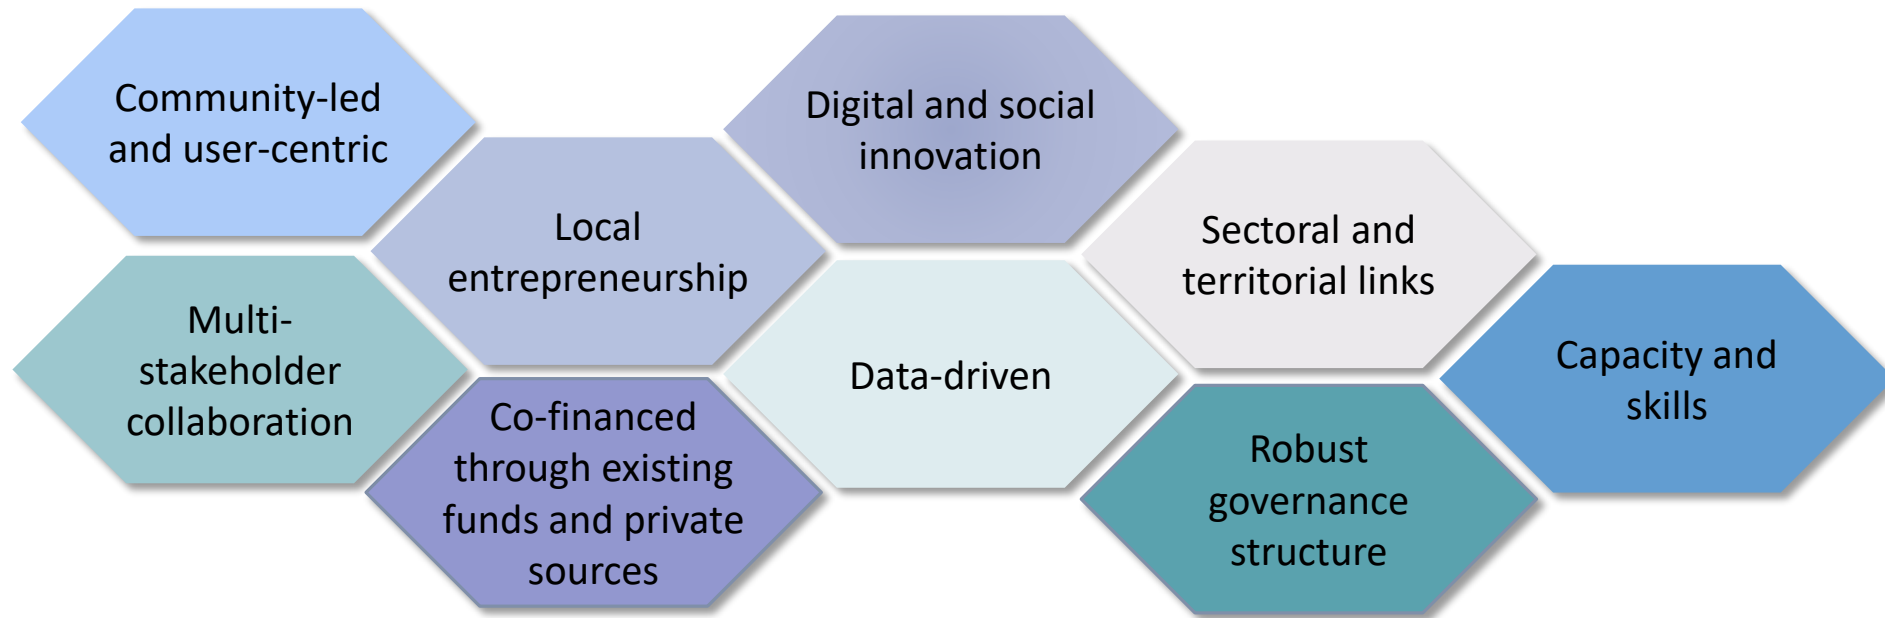 Community-led
and user-centric
Digital and social
innovation
Local
entrepreneurship
Sectoral and
territorial links
Multi-
stakeholder
collaboration
Data-driven
Capacity and
skills
Co-financed
through existing
funds and private
sources
Robust
governance
structure